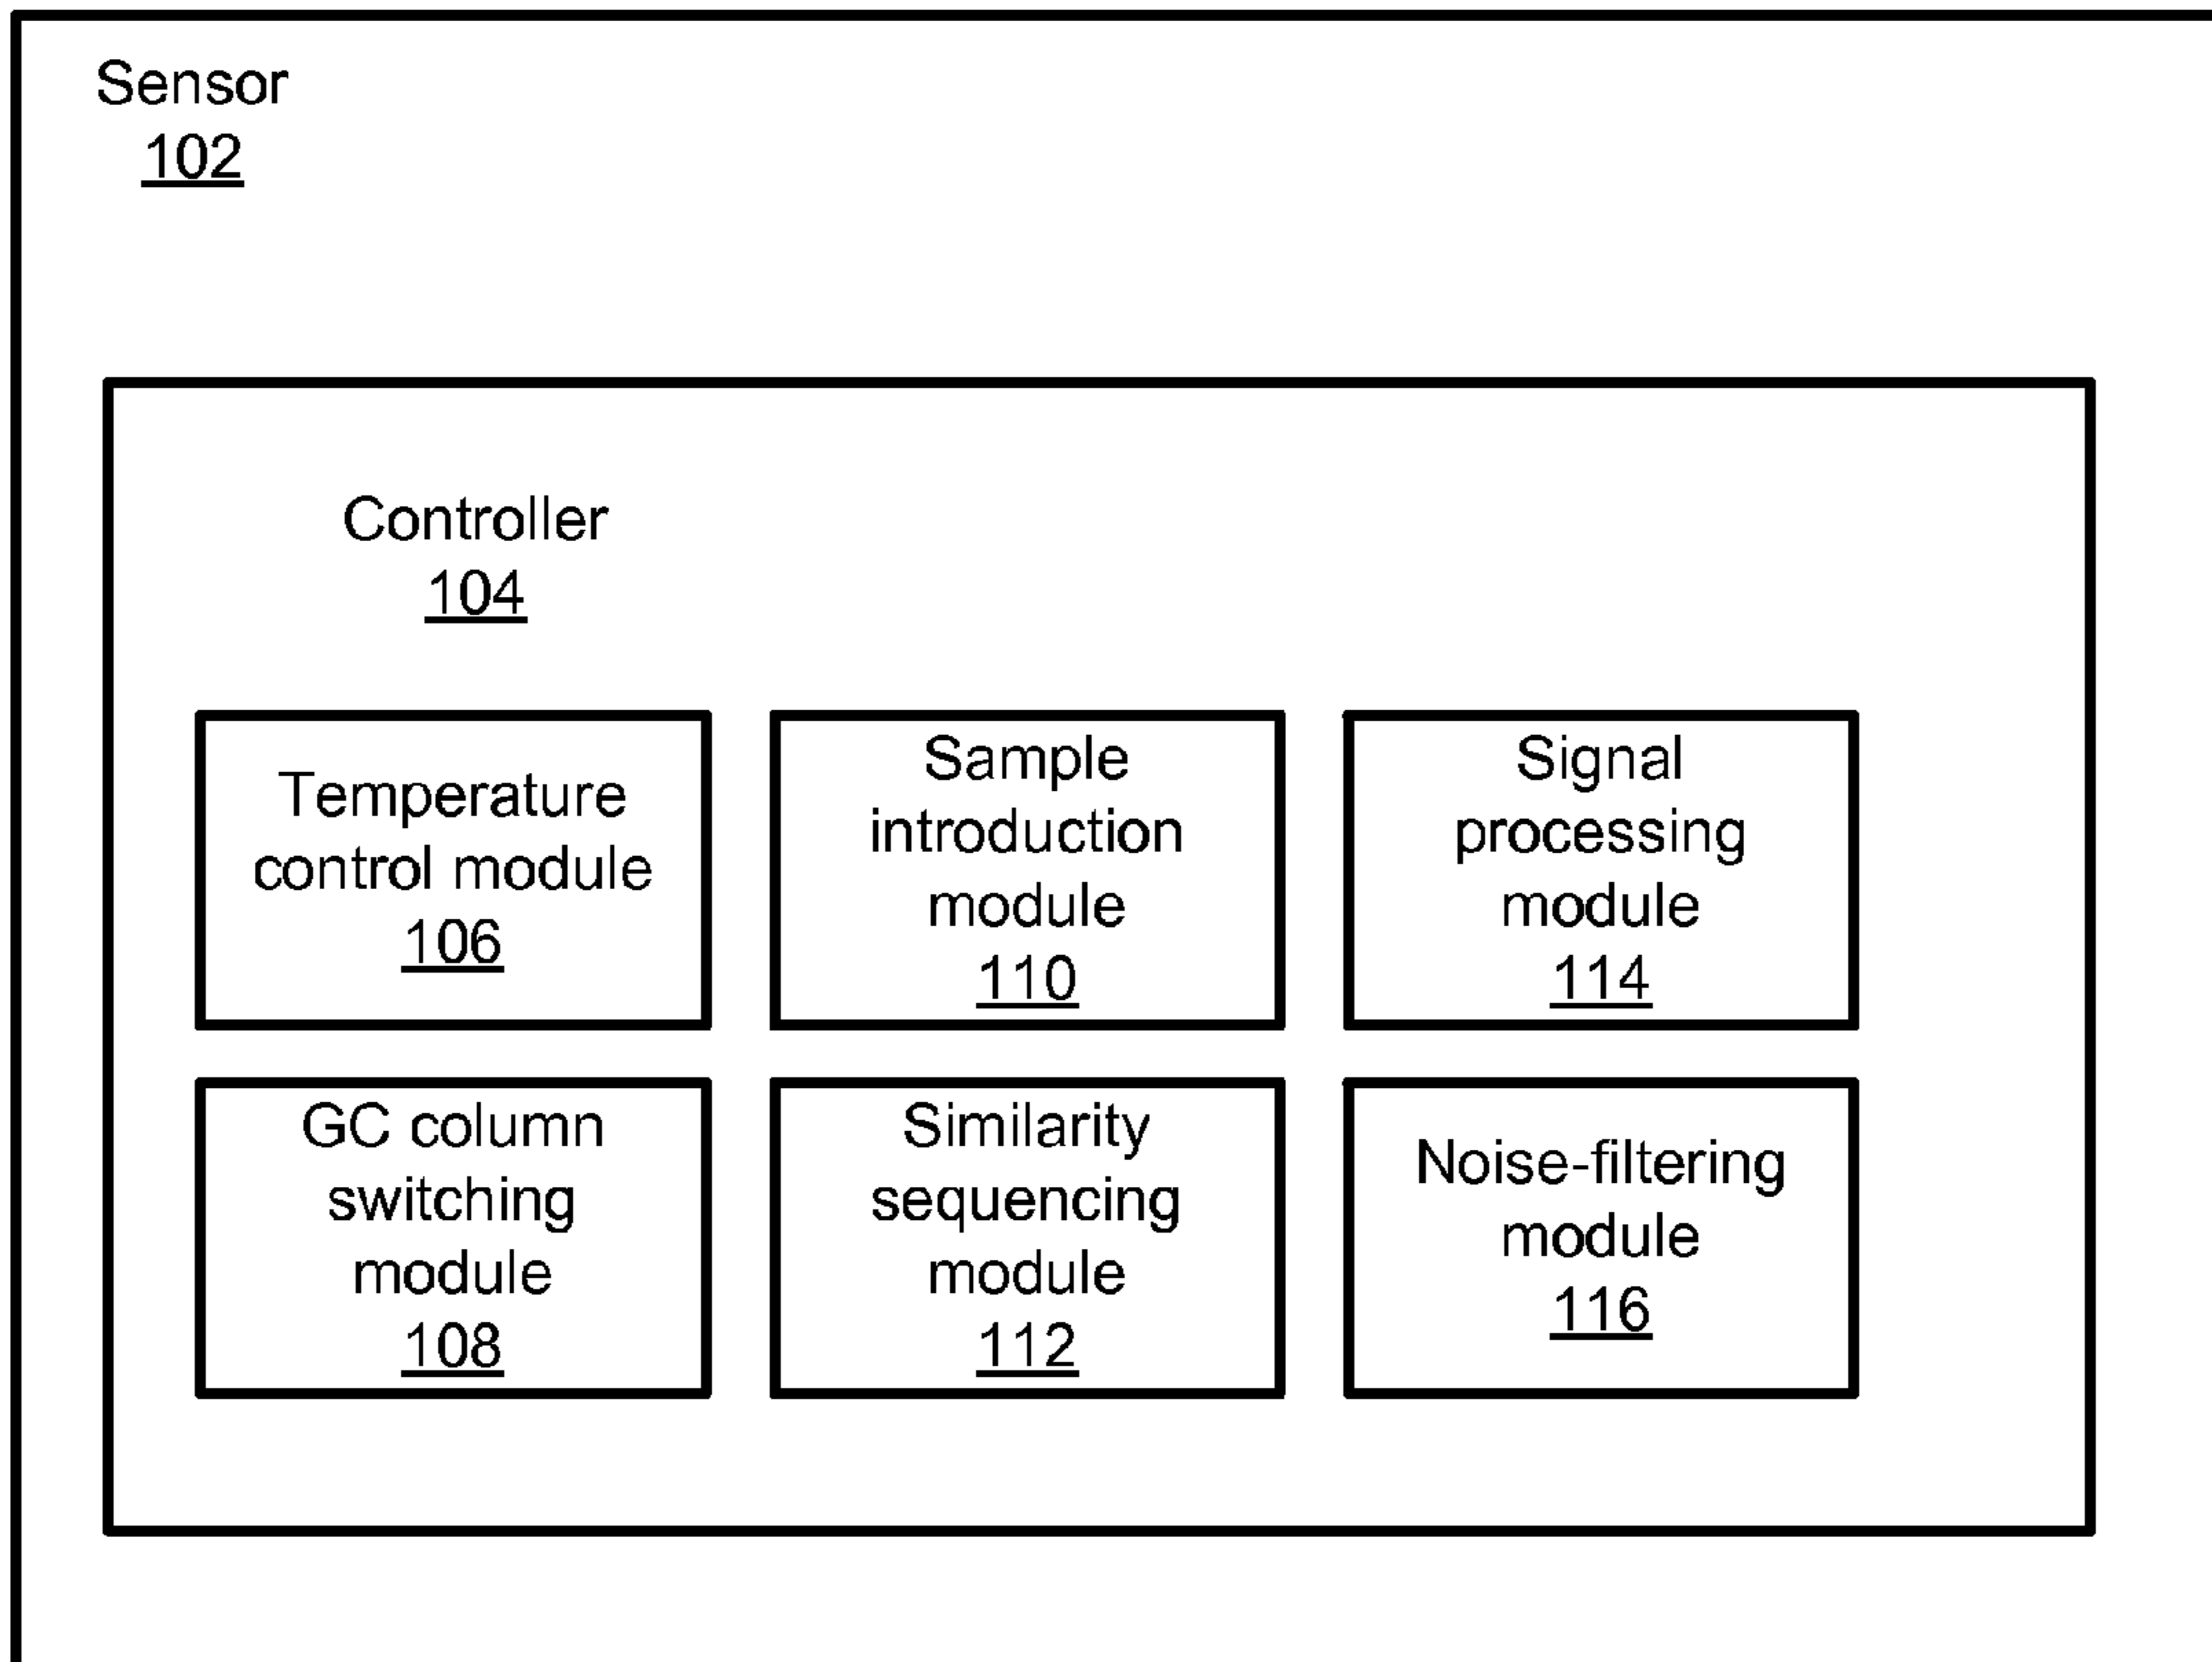 Sensor
102
Controller
104
Temperature
control module
106
Sample
introduction
module
110
Signal
processing
module
114
GC column
switching
module
108
Similarity
sequencing
module
112
Noise-filtering
module
116